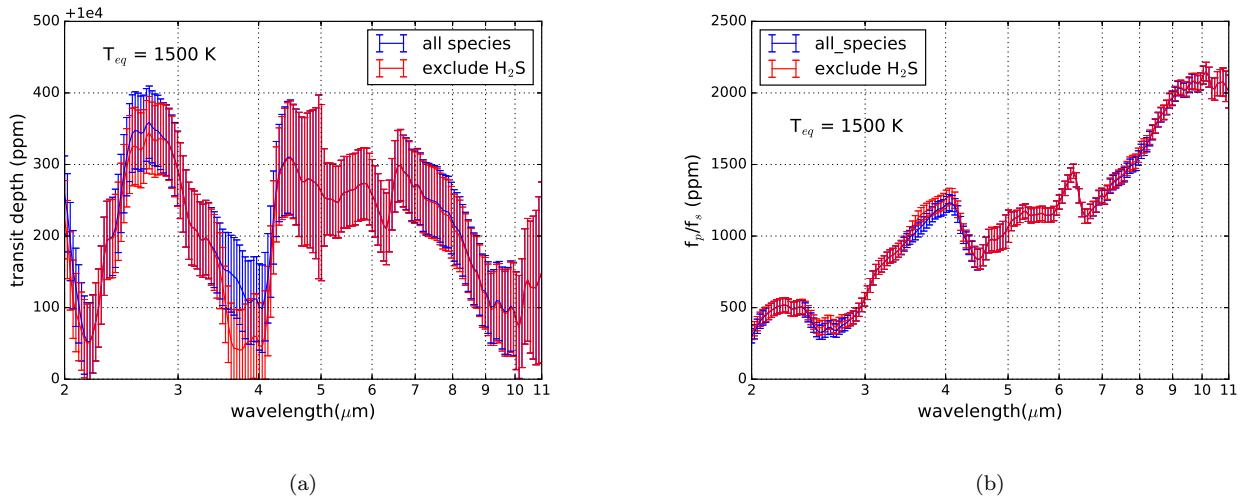 +1e4
500
400
300
200
100
0
transit depth (ppm)
T_eq = 1500 K
all species
exclude H₂S
2 3 4 5 6 7 8 9 10 11
wavelength(μm)
(a)
2500
2000
1500
1000
500
0
f_p/f_s (ppm)
all_species
exclude H₂S
T_eq = 1500 K
2 3 4 5 6 7 8 9 10 11
wavelength(μm)
(b)